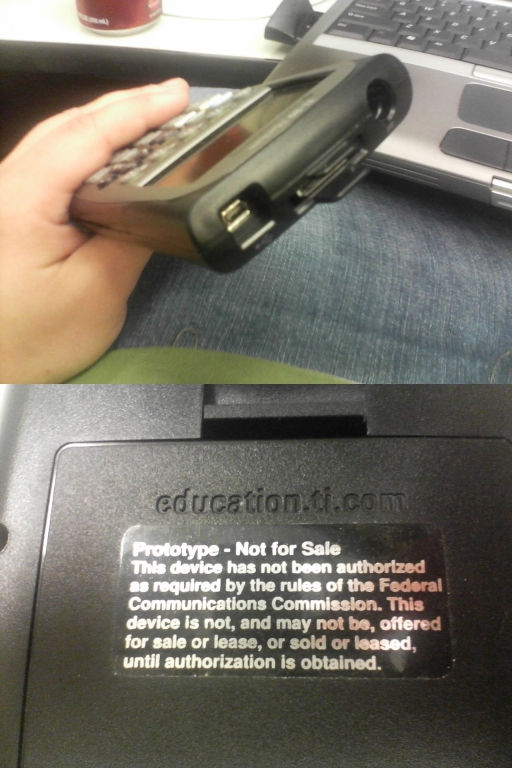 education.ti.com
Prototype - Not for Sale
This device has not been authorized
as required by the rules of the Federal
Communications Commission. This
device is not, and may not be, offered
for sale or lease, or sold or leased,
until authorization is obtained.